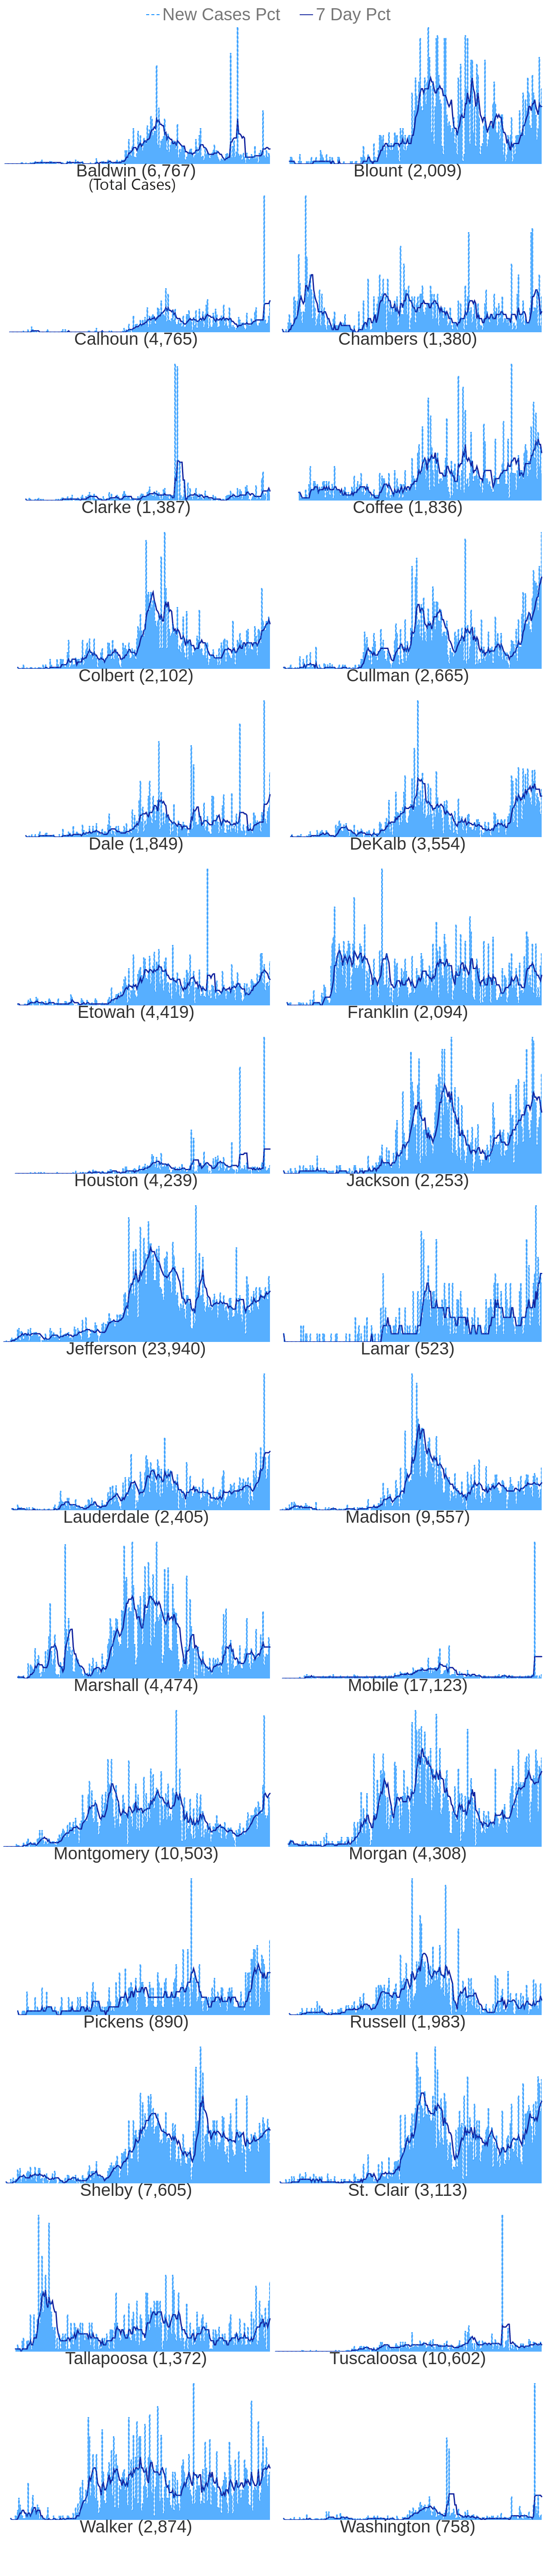 New Cases Pct 7 Day Pct
Baldwin (6,767) Blount (2,009)
(Total Cases)
Calhoun (4,765) Chambers (1,380)
Clarke (1,387) Coffee (1,836)
Colbert (2,102) Cullman (2,665)
Dale (1,849) DeKalb (3,554)
Etowah (4,419) Franklin (2,094)
Houston (4,239) Jackson (2,253)
Jefferson (23,940) Lamar (523)
Lauderdale (2,405) Madison (9,557)
Marshall (4,474) Mobile (17,123)
Montgomery (10,503) Morgan (4,308)
Pickens (890) Russell (1,983)
Shelby (7,605) St. Clair (3,113)
Tallapoosa (1,372) Tuscaloosa (10,602)
Walker (2,874) Washington (758)